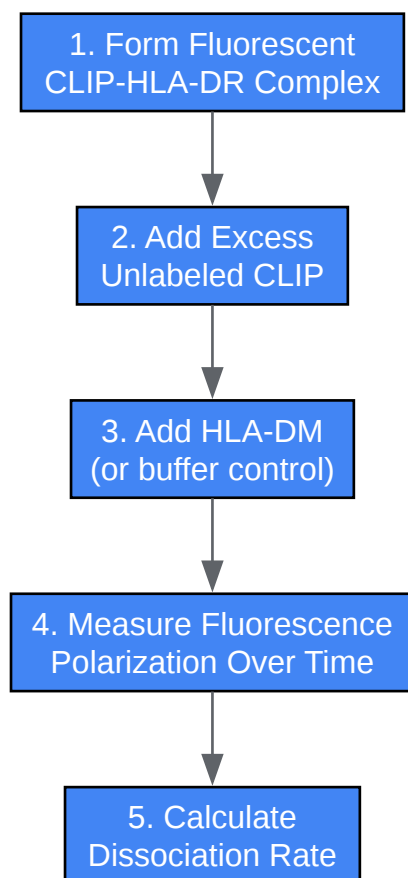 1. Form Fluorescent
CLIP-HLA-DR Complex
2. Add Excess
Unlabeled CLIP
3. Add HLA-DM
(or buffer control)
4. Measure Fluorescence
Polarization Over Time
5. Calculate
Dissociation Rate